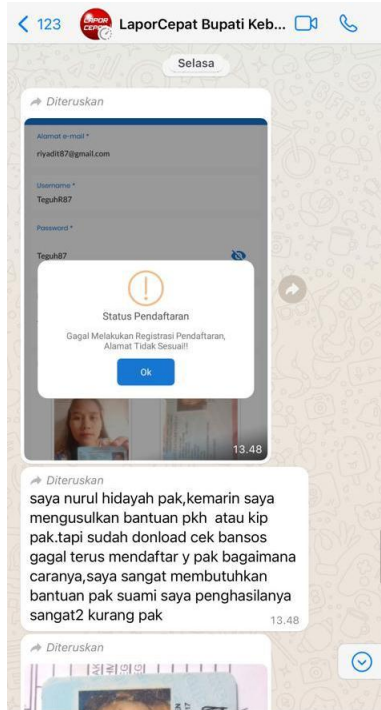 123
LAPOR CEPAT
LaporCepat Bupati Keb...
Selasa
Diteruskan
Alamat e-mail *
riyadit87@gmail.com
Username *
TeguhR87
Password *
Teguh87
Status Pendaftaran
Gagal Melakukan Registrasi Pendaftaran,
Alamat Tidak Sesuai!!
Ok
13.48
Diteruskan
saya nurul hidayah pak,kemarin saya
mengusulkan bantuan pkh atau kip
pak.tapi sudah donload cek bansos
gagal terus mendaftar y pak bagaimana
caranya,saya sangat membutuhkan
bantuan pak suami saya penghasilanya
sangat2 kurang pak
13.48
Diteruskan